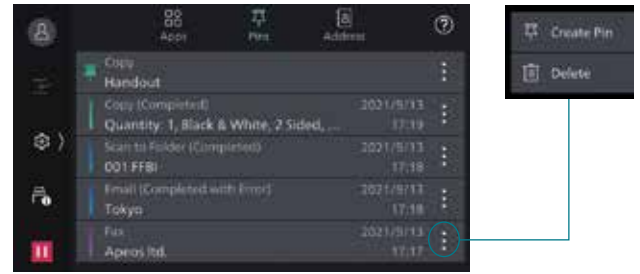 Apps
Pins
Address
Copy
Handout
Copy (Completed)
2021/9/13
Quantity: 1, Black & White, 2 Sided, ...
17:19
Scan to Folder (Completed)
2021/9/13
001 FFBI
17:18
Email (Completed with Error)
2021/9/13
Tokyo
17:18
Fax
2021/9/13
Apeos ltd.
17:17
Create Pin
Delete